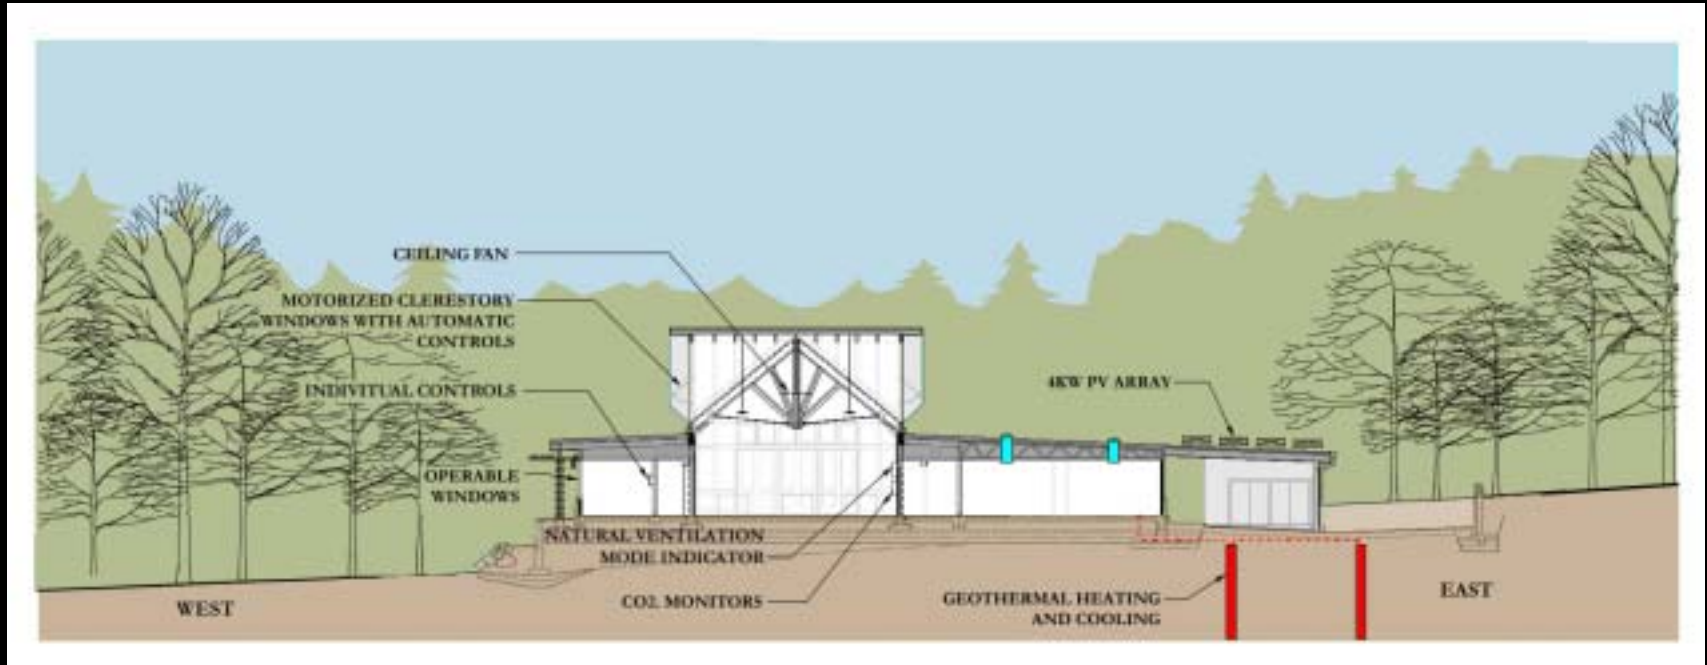 CEILING FAN
MOTORIZED CLERESTORY
WINDOWS WITH AUTOMATIC
CONTROLS
INDIVITUAL CONTROLS
4KW PV ARRAY
OPERABLE
WINDOWS
NATURAL VENTILATION
MODE INDICATOR
CO2 MONITORS
GEOTHERMAL HEATING
AND COOLING
WEST
EAST